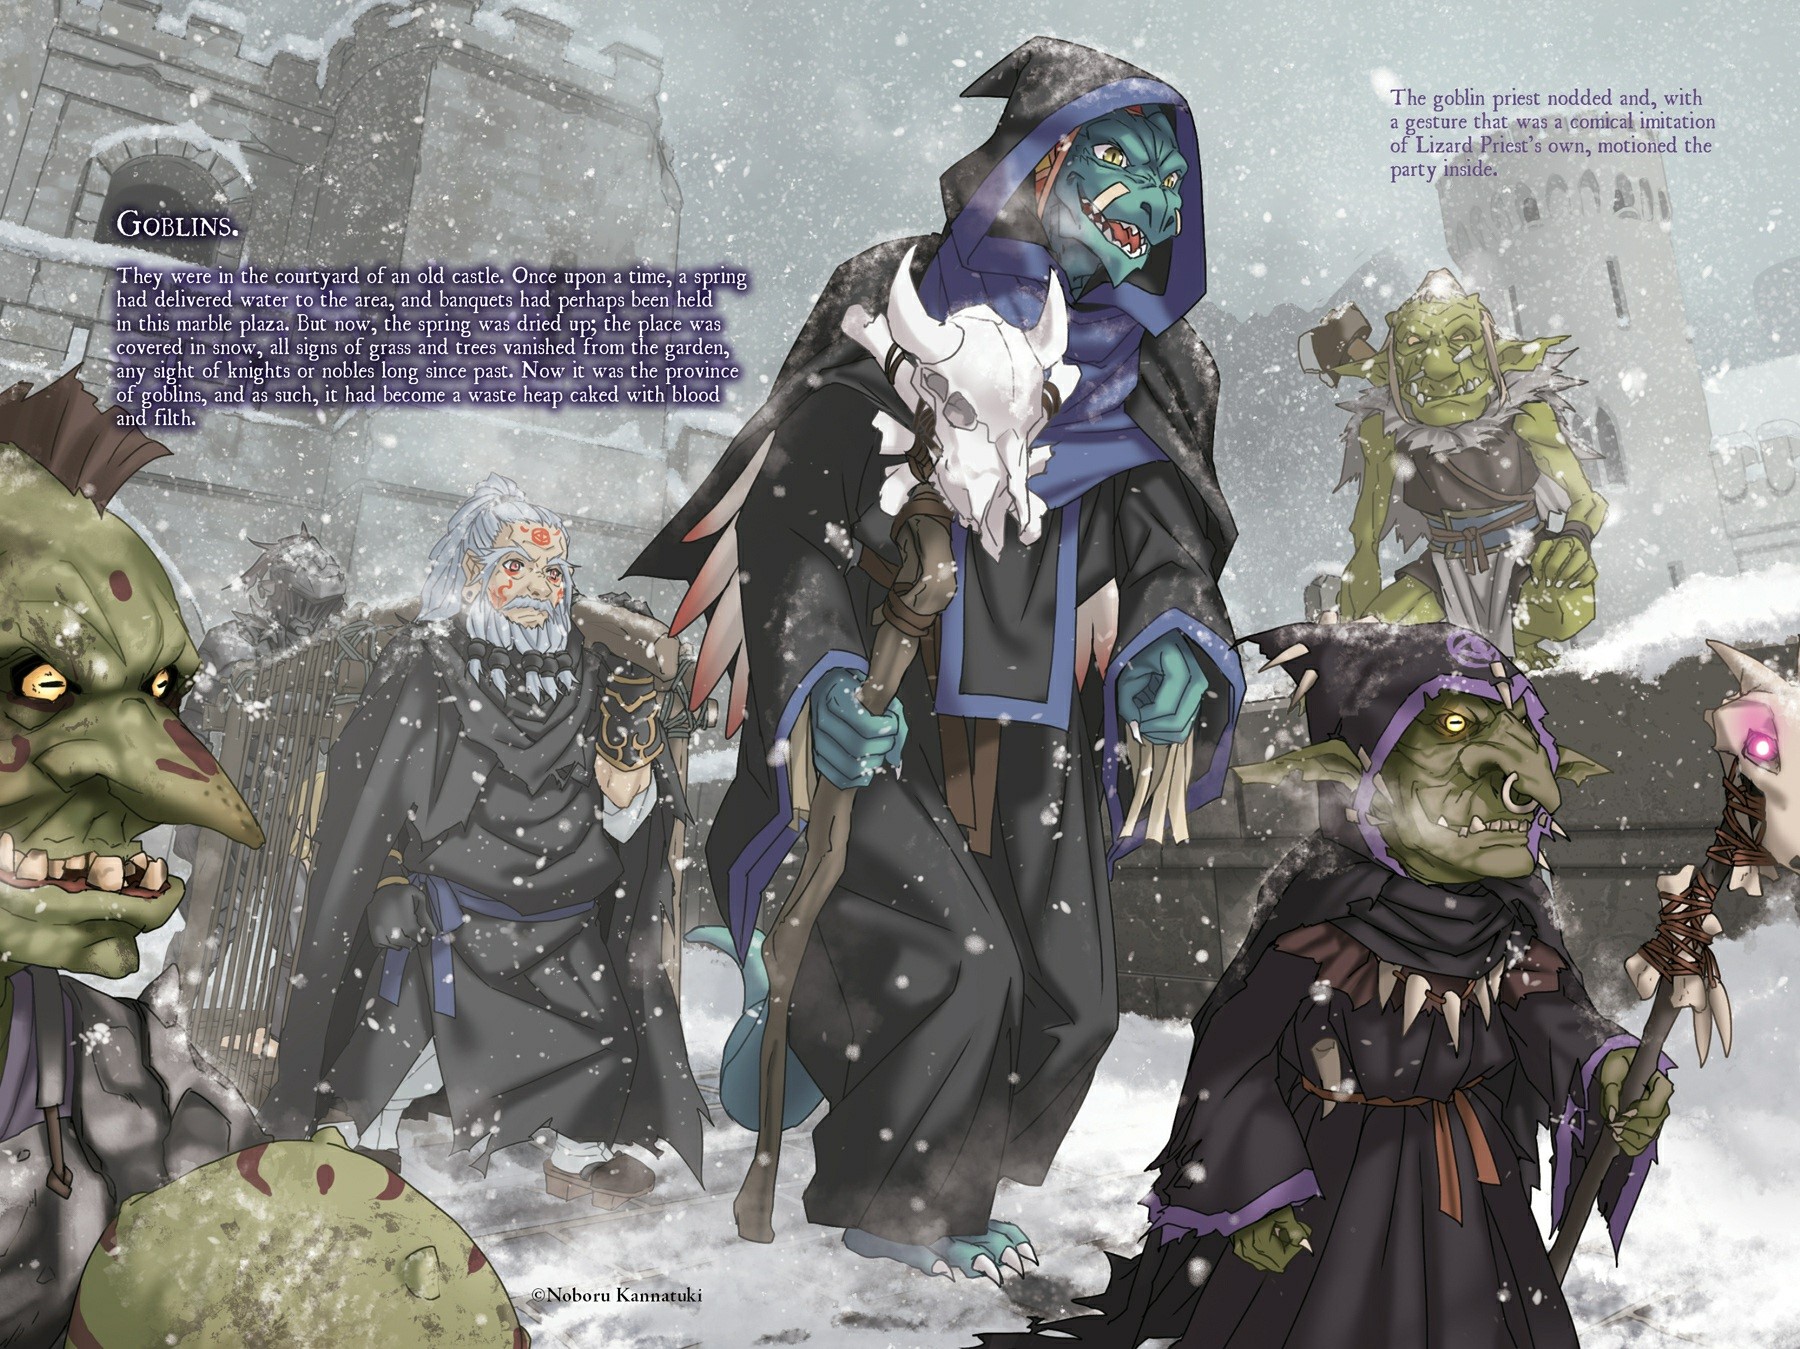 Goblins.
They were in the courtyard of an old castle. Once upon a time, a spring
had delivered water to the area, and banquets had perhaps been held
in this marble plaza. But now, the spring was dried up; the place was
covered in snow, all signs of grass and trees vanished from the garden,
any sight of knights or nobles long since past. Now it was the province
of goblins, and as such, it had become a waste heap caked with blood
and filth.
The goblin priest nodded and, with
a gesture that was a comical imitation
of Lizard Priest's own, motioned the
party inside.
©Noboru Kannatuki